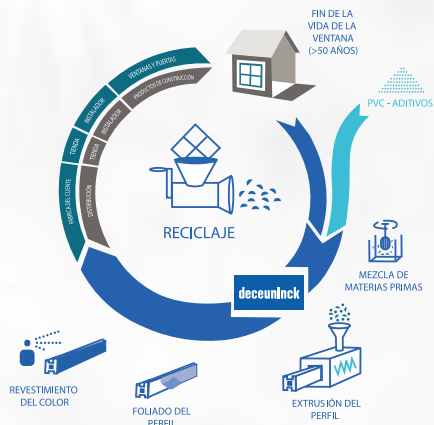 FIN DE LA
VIDA DE LA
VENTANA
(>50 AÑOS)
PVC - ADITIVOS
VENTANAS Y PUERTAS
PRODUCTOS DE CONSTRUCCIÓN
INSTALADOR
INSTALADOR
TIENDA
TIENDA
FÁBRICA DEL CLIENTE
DISTRIBUCIÓN
RECICLAJE
deceuninck
MEZCLA DE
MATERIAS PRIMAS
REVESTIMIENTO
DEL COLOR
FOLIADO DEL
PERFIL
EXTRUSIÓN DEL
PERFIL